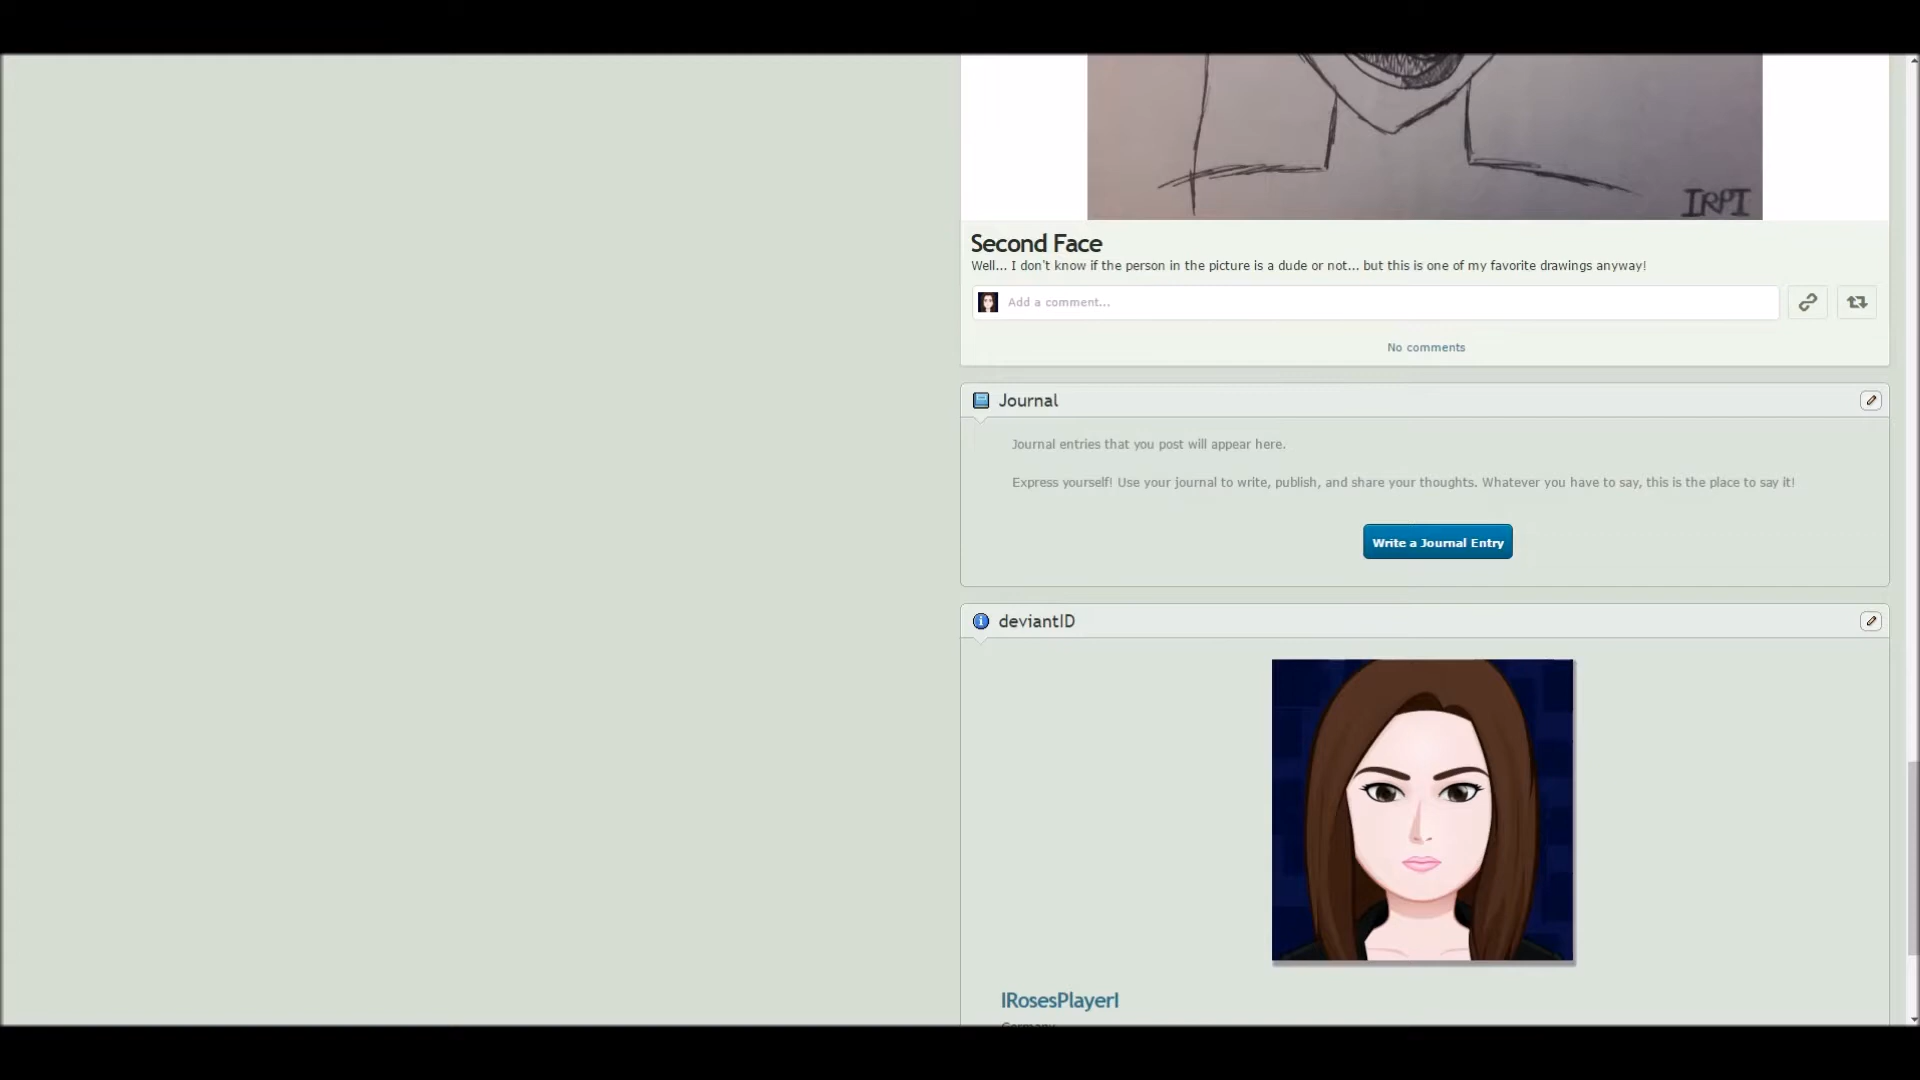 IRPI
Second Face
Well... I don't know if the person in the picture is a dude or not... but this is one of my favorite drawings anyway!
Add a comment...
No comments
Journal
Journal entries that you post will appear here.
Express yourself! Use your journal to write, publish, and share your thoughts. Whatever you have to say, this is the place to say it!
Write a Journal Entry
deviantID
IRosesPlayerI
Germany